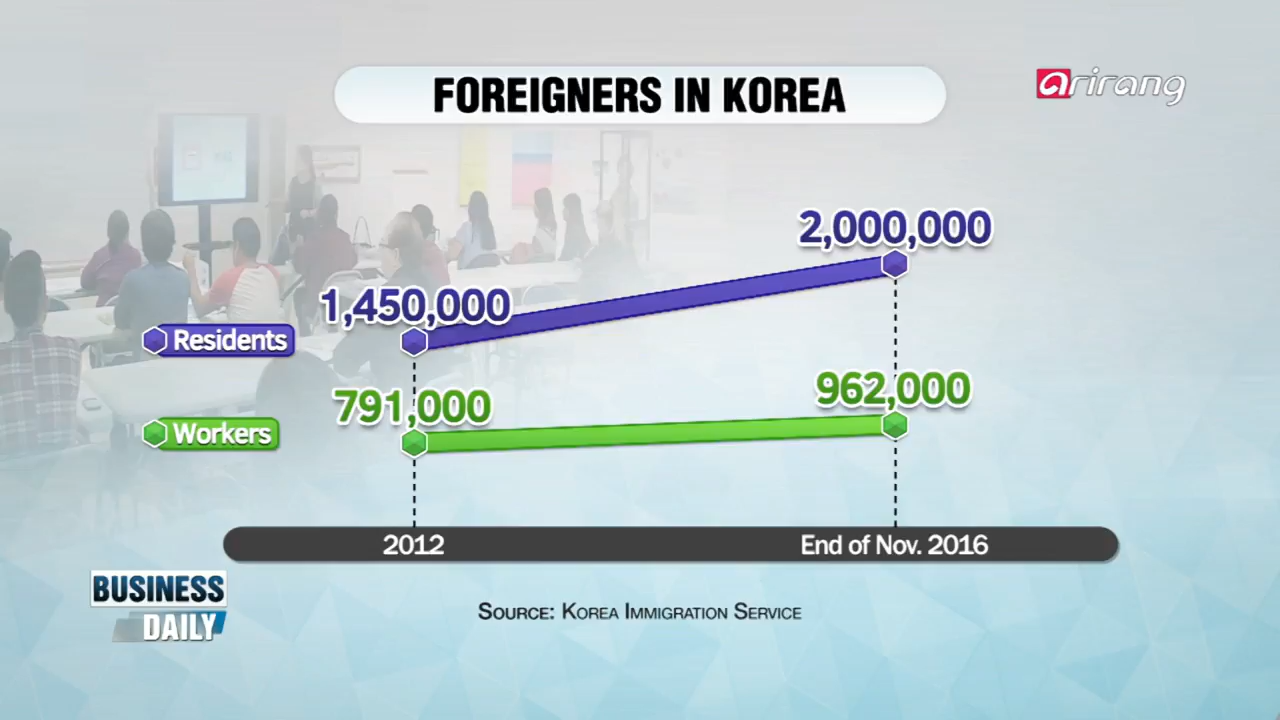 FOREIGNERS IN KOREA
arirang
2,000,000
1,450,000
Residents
791,000
962,000
Workers
2012
End of Nov. 2016
BUSINESS
DAILY
SOURCE: KOREA IMMIGRATION SERVICE